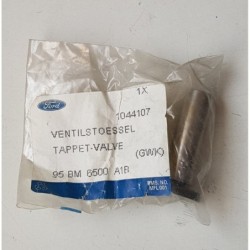 Ford
1X
1044107
VENTILSTOESSEL
TAPPET-VALVE
(GWK)
95 BM 6500 A1B